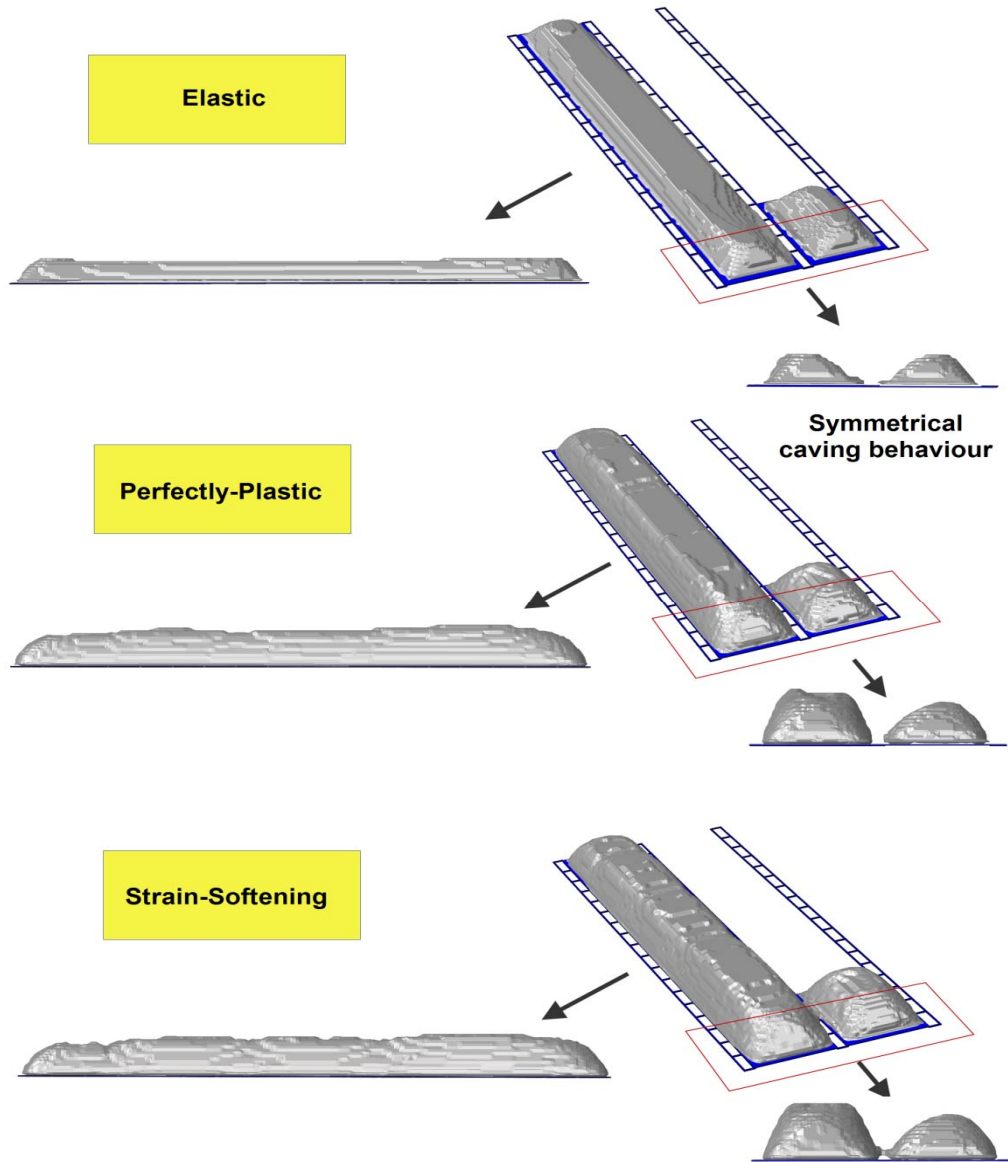 Elastic
Symmetrical
caving behaviour
Perfectly-Plastic
Strain-Softening